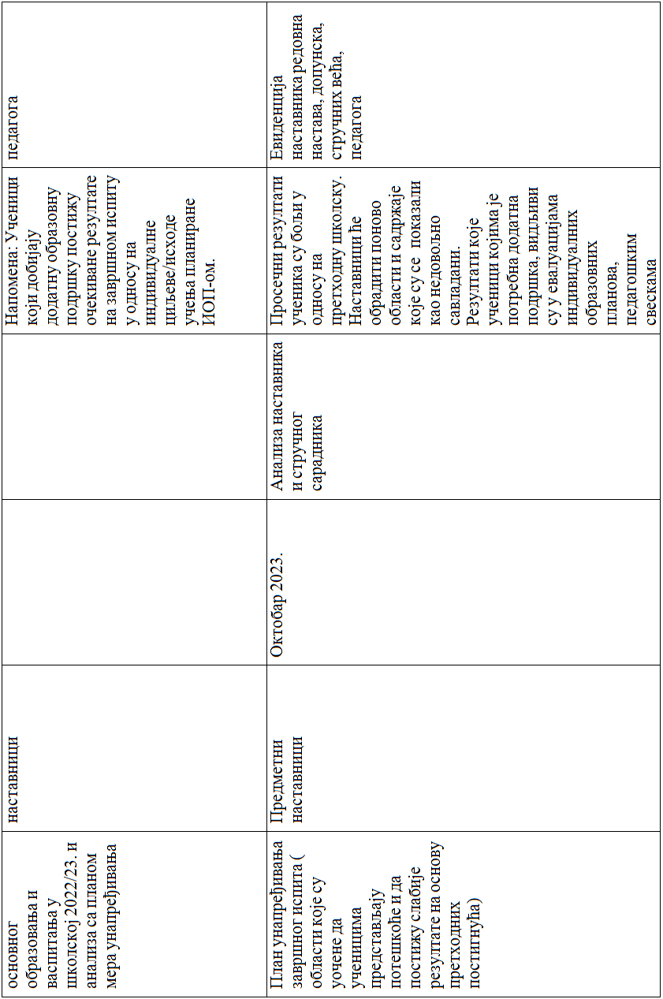 основног
образовања и
васпитања у
школској 2022/23. и
анализа са планом
мера унапређивања
наставници
Напомена: Ученици
који добијају
додатну образовну
подршку постижу
очекиване резултате
на завршном испиту
у односу на
индивидуалне
циљеве/исходе
учења планиране
ИОП-ом.
педагога
План унапређивања
завршног испита (
области које су
уочене да
ученицима
представљају
потешкоће и да
постижу слабије
резултате на основу
претходних
постигнућа)
Предметни
наставници
Октобар 2023.
Анализа наставника
и стручног
сарадника
Просечни резултати
ученика су бољи у
односу на
претходну школску.
Наставници ће
обрадити поново
области и садржаје
које су се показали
као недовољно
савладани.
Резултати које
ученици којима је
потребна додатна
подршка, видљиви
су у евалуацијама
индивидуалних
образовних
планова,
педагошким
свескама
Евиденција
наставника редовна
настава, допунска,
стручних већа,
педагога